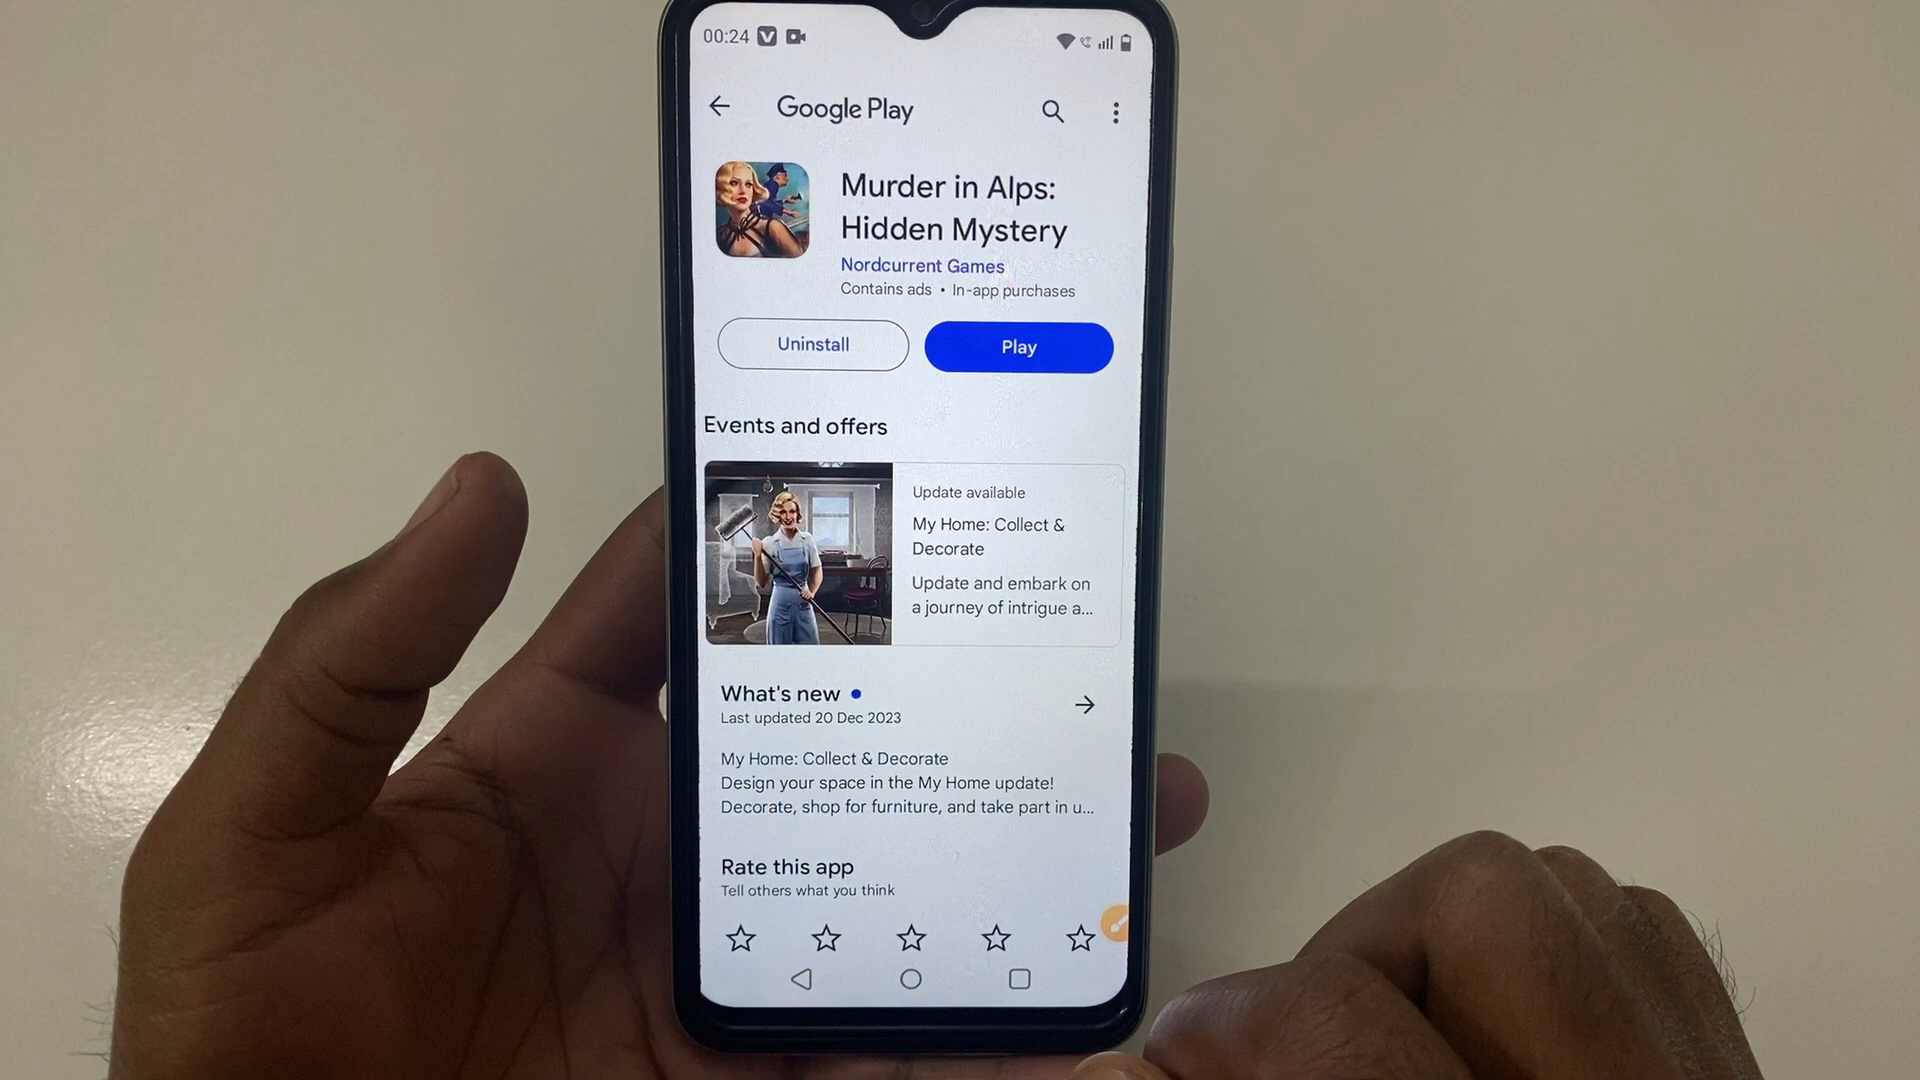 00:24
Google Play
Murder in Alps:
Hidden Mystery
Nordcurrent Games
Contains ads • In-app purchases
Uninstall
Play
Events and offers
Update available
My Home: Collect &
Decorate
Update and embark on
a journey of intrigue a...
What's new
Last updated 20 Dec 2023
My Home: Collect & Decorate
Design your space in the My Home update!
Decorate, shop for furniture, and take part in u...
Rate this app
Tell others what you think